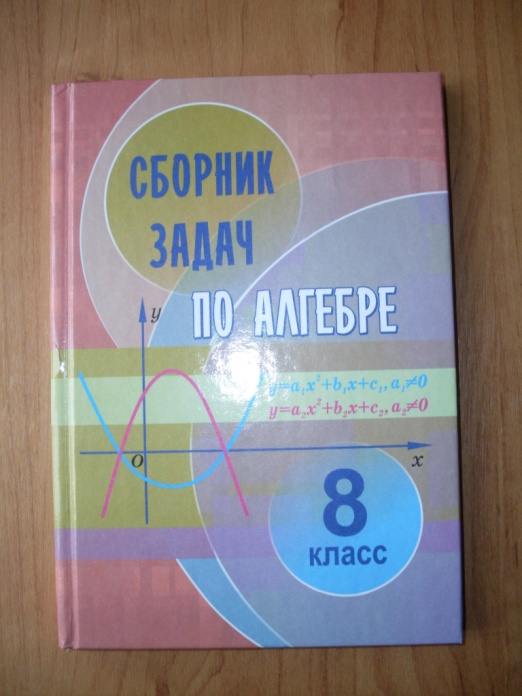 СБОРНИК
ЗАДАЧ
ПО АЛГЕБРЕ
y
y=a₁x²+b₁x+c₁, a₁≠0
y=a₂x²+b₂x+c₂, a₂≠0
O
x
8
класс